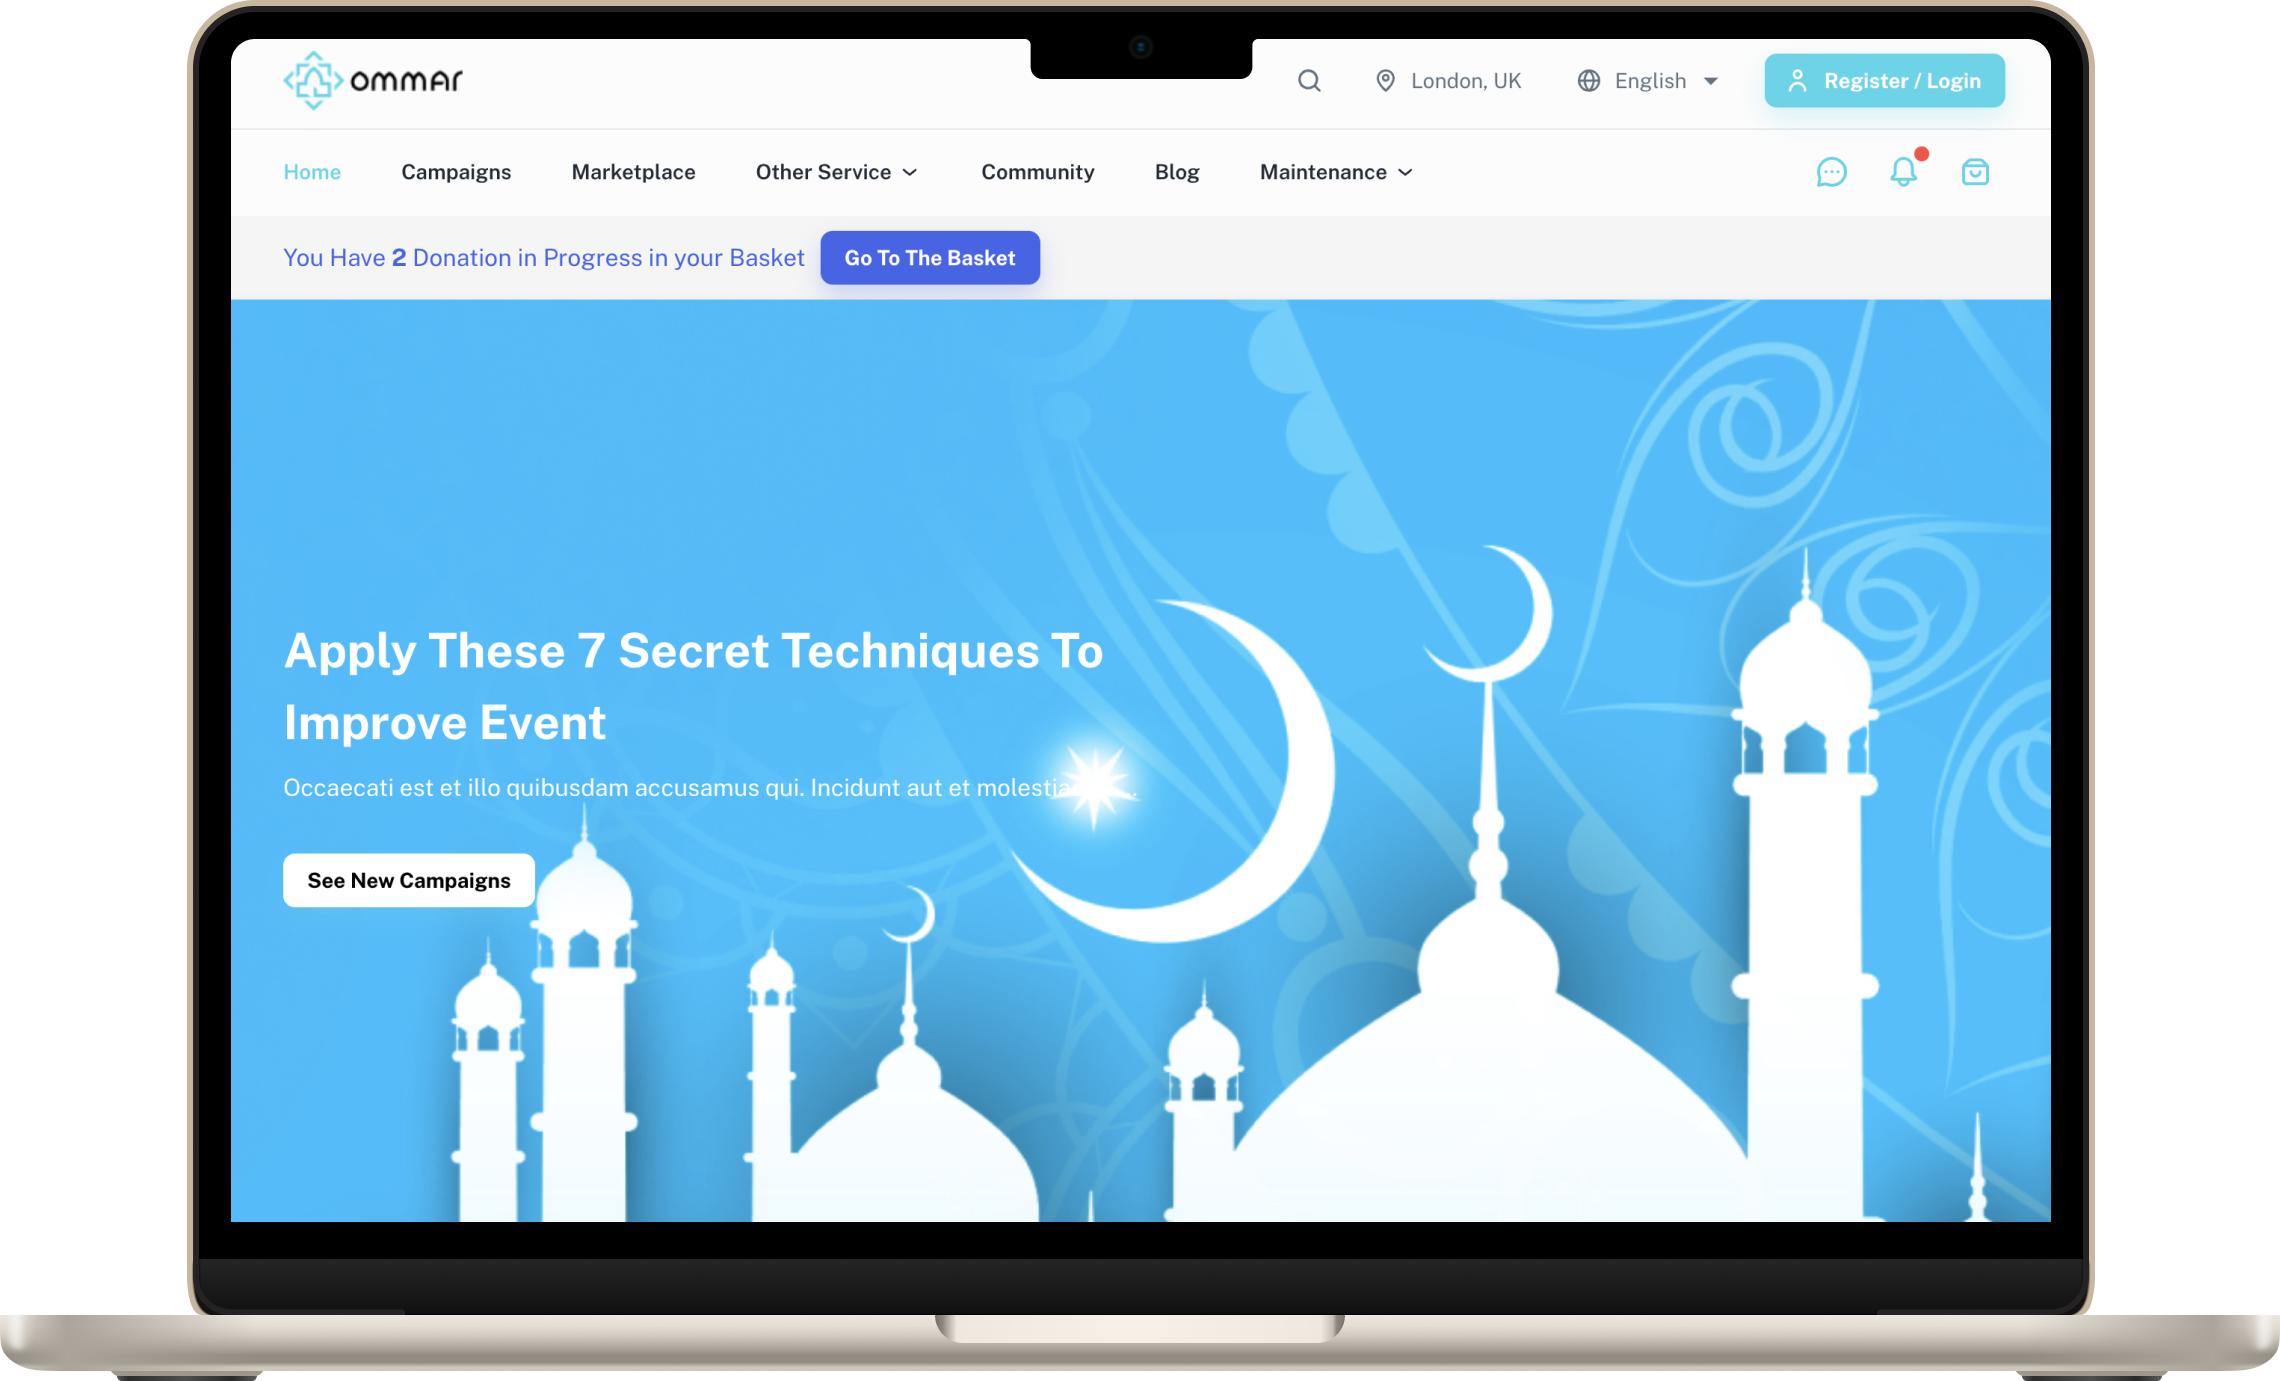 ommar
London, UK
English
Register / Login
Home
Campaigns
Marketplace
Other Service
Community
Blog
Maintenance
You Have 2 Donation in Progress in your Basket
Go To The Basket
Apply These 7 Secret Techniques To
Improve Event
Occaecati est et illo quibusdam accusamus qui. Incidunt aut et
See New Campaigns